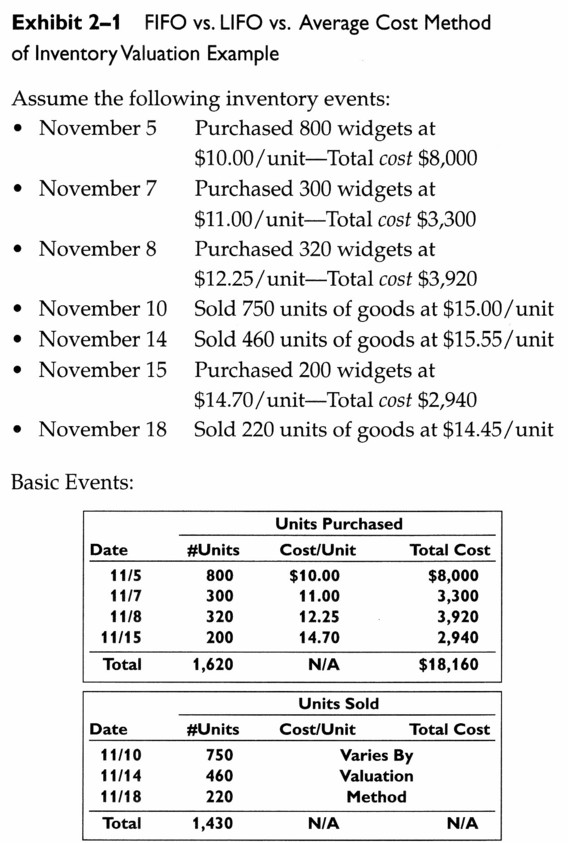 Exhibit 2–1 FIFO vs. LIFO vs. Average Cost Method
of Inventory Valuation Example
Assume the following inventory events:
• November 5 Purchased 800 widgets at
$10.00/unit—Total cost $8,000
• November 7 Purchased 300 widgets at
$11.00/unit—Total cost $3,300
• November 8 Purchased 320 widgets at
$12.25/unit—Total cost $3,920
• November 10 Sold 750 units of goods at $15.00/unit
• November 14 Sold 460 units of goods at $15.55/unit
• November 15 Purchased 200 widgets at
$14.70/unit—Total cost $2,940
• November 18 Sold 220 units of goods at $14.45/unit
Basic Events:
Units Purchased
Date #Units Cost/Unit Total Cost
11/5 800 $10.00 $8,000
11/7 300 11.00 3,300
11/8 320 12.25 3,920
11/15 200 14.70 2,940
Total 1,620 N/A $18,160
Units Sold
Date #Units Cost/Unit Total Cost
11/10 750 Varies By
11/14 460 Valuation
11/18 220 Method
Total 1,430 N/A N/A